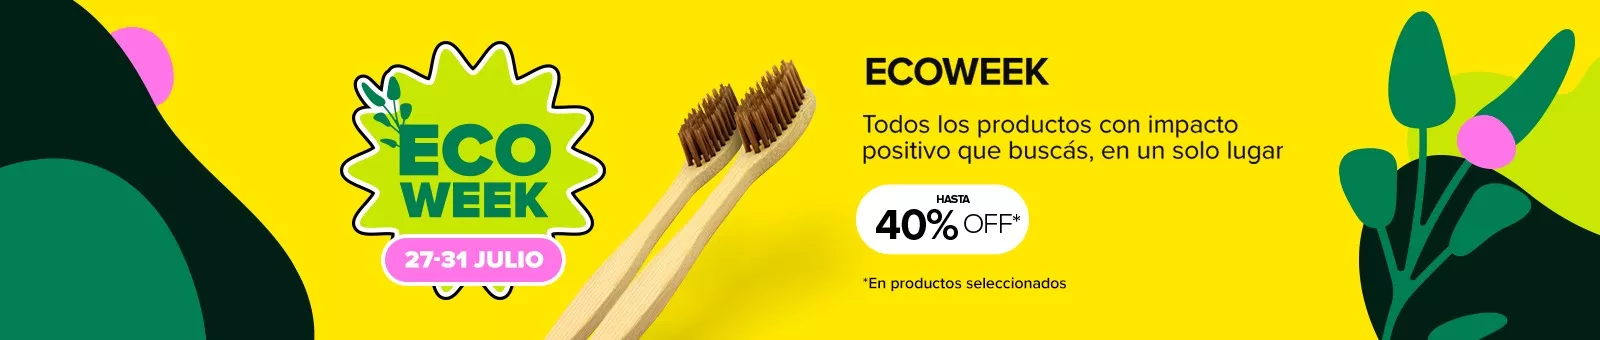 ECO
WEEK
27-31 JULIO
ECOWEEK
Todos los productos con impacto
positivo que buscás, en un solo lugar
HASTA
40% OFF*
*En productos seleccionados